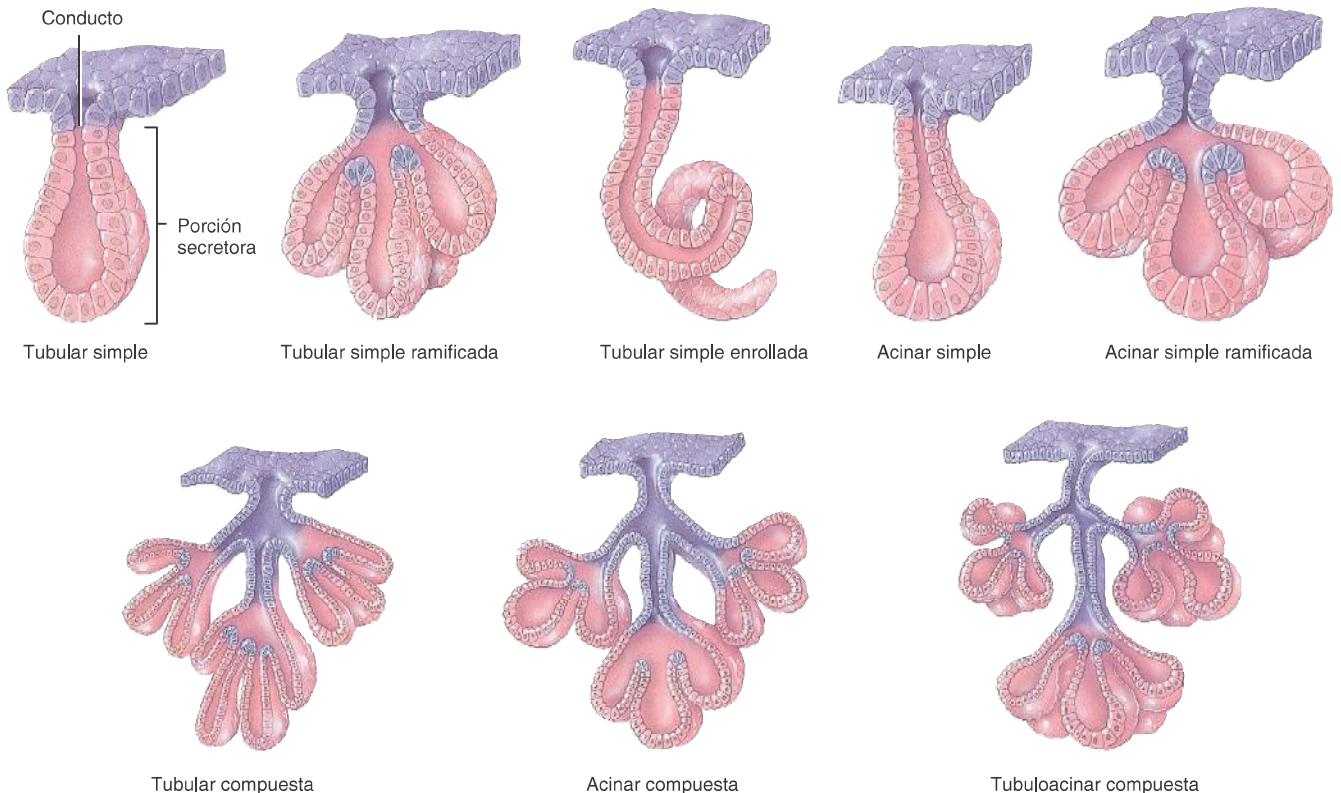 Conducto
Porción
secretora
Tubular simple
Tubular simple ramificada
Tubular simple enrollada
Acinar simple
Acinar simple ramificada
Tubular compuesta
Acinar compuesta
Tubuloacinar compuesta